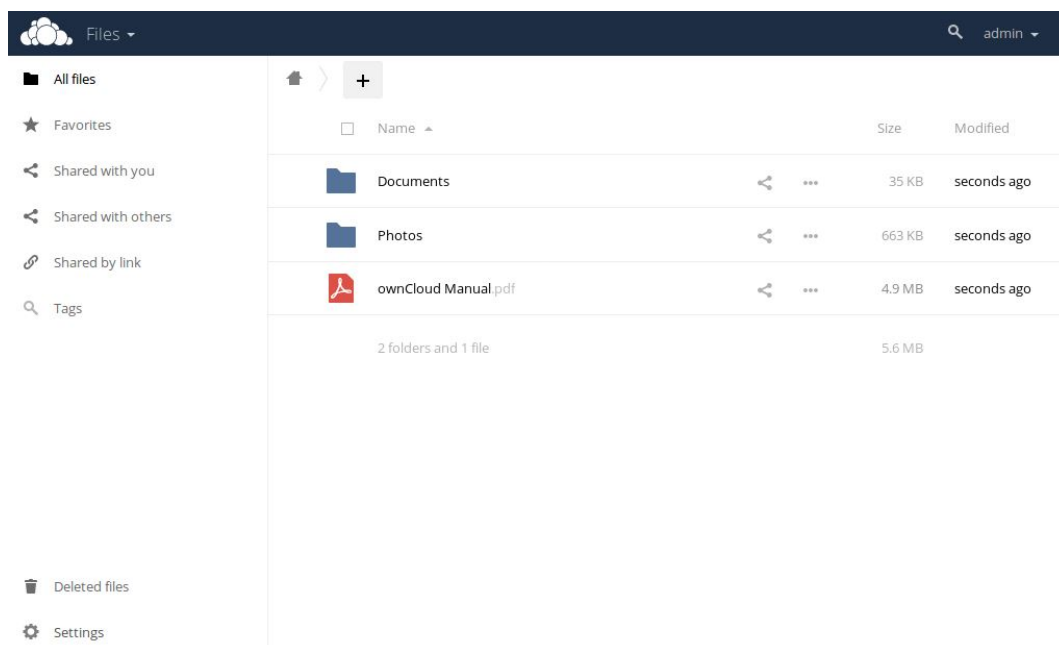 Files
admin
All files
Favorites
Shared with you
Shared with others
Shared by link
Tags
Deleted files
Settings
Name Size Modified
Documents 35 KB seconds ago
Photos 663 KB seconds ago
ownCloud Manual.pdf 4.9 MB seconds ago
2 folders and 1 file 5.6 MB